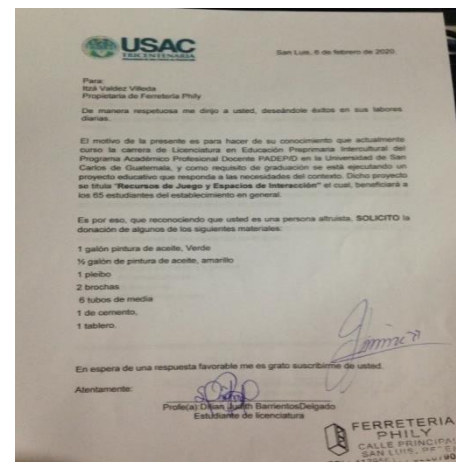 USAC
TRICENTENARIA
San Luis, 6 de febrero de 2020.
Para:
Itzá Valdez Villeda
Propietaria de Ferretería Phily
De manera respetuosa me dirijo a usted, deseándole éxitos en sus labores
diarias.
El motivo de la presente es para hacer de su conocimiento que actualmente
curso la carrera de Licenciatura en Educación Preprimaria Intercultural del
Programa Académico Profesional Docente PADEP/D en la Universidad de San
Carlos de Guatemala, y como requisito de graduación se está ejecutando un
proyecto educativo que responda a las necesidades del contexto. Dicho proyecto
se titula "Recursos de Juego y Espacios de Interacción" el cual, beneficiará a
los 65 estudiantes del establecimiento en general.
Es por eso, que reconociendo que usted es una persona altruista, SOLICITO la
donación de algunos de los siguientes materiales:
1 galón pintura de aceite, Verde
½ galón de pintura de aceite, amarillo
1 pleibo
2 brochas
6 tubos de media
1 de cemento,
1 tablero.
En espera de una respuesta favorable me es grato suscribirme de usted.
Atentamente:
Profe(a) Dilian Judith BarrientosDelgado
Estudiante de licenciatura
FERRETERIA
PHILY
CALLE PRINCIPAL
SAN LUIS,